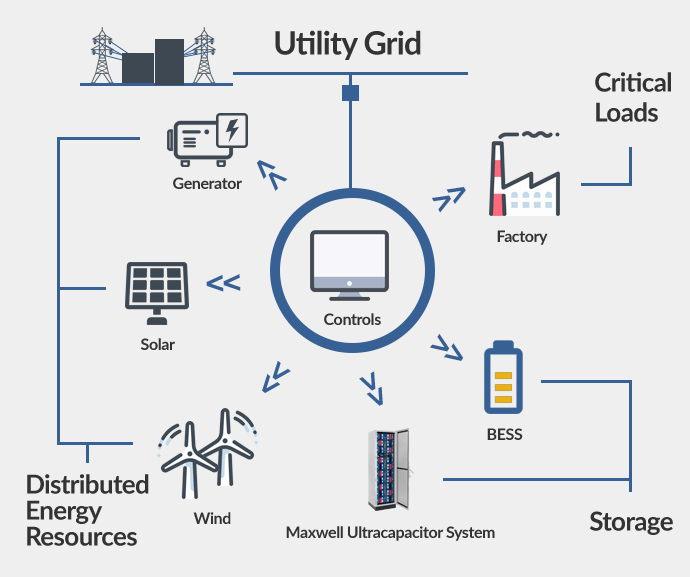 Utility Grid
Critical
Loads
Generator
Factory
Controls
Solar
BESS
Distributed
Energy
Resources
Wind
Maxwell Ultracapacitor System
Storage